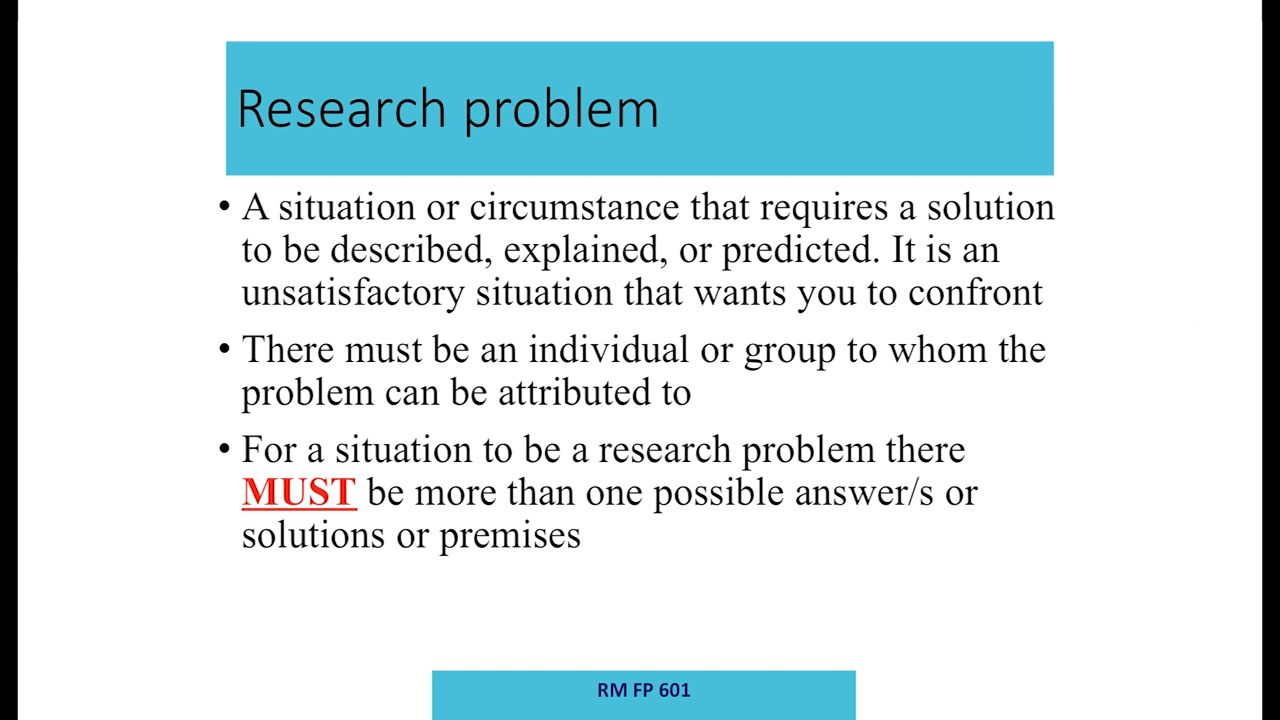 Research problem
• A situation or circumstance that requires a solution
to be described, explained, or predicted. It is an
unsatisfactory situation that wants you to confront
• There must be an individual or group to whom the
problem can be attributed to
• For a situation to be a research problem there
MUST be more than one possible answer/s or
solutions or premises
RM FP 601